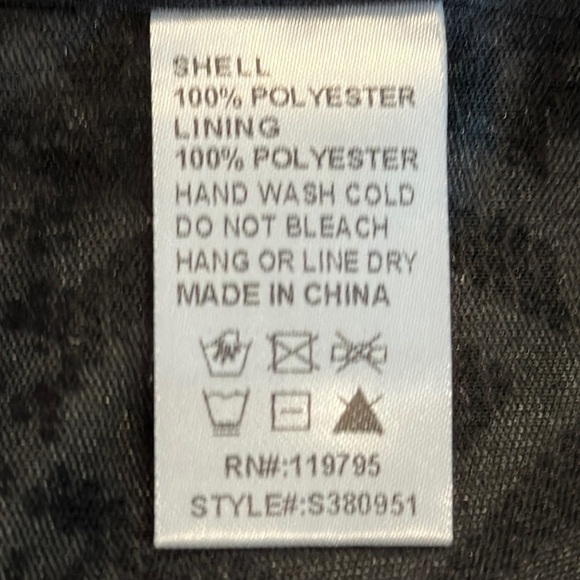 SHELL
100% POLYESTER
LINING
100% POLYESTER
HAND WASH COLD
DO NOT BLEACH
HANG OR LINE DRY
MADE IN CHINA
RN#:119795
STYLE#:S380951